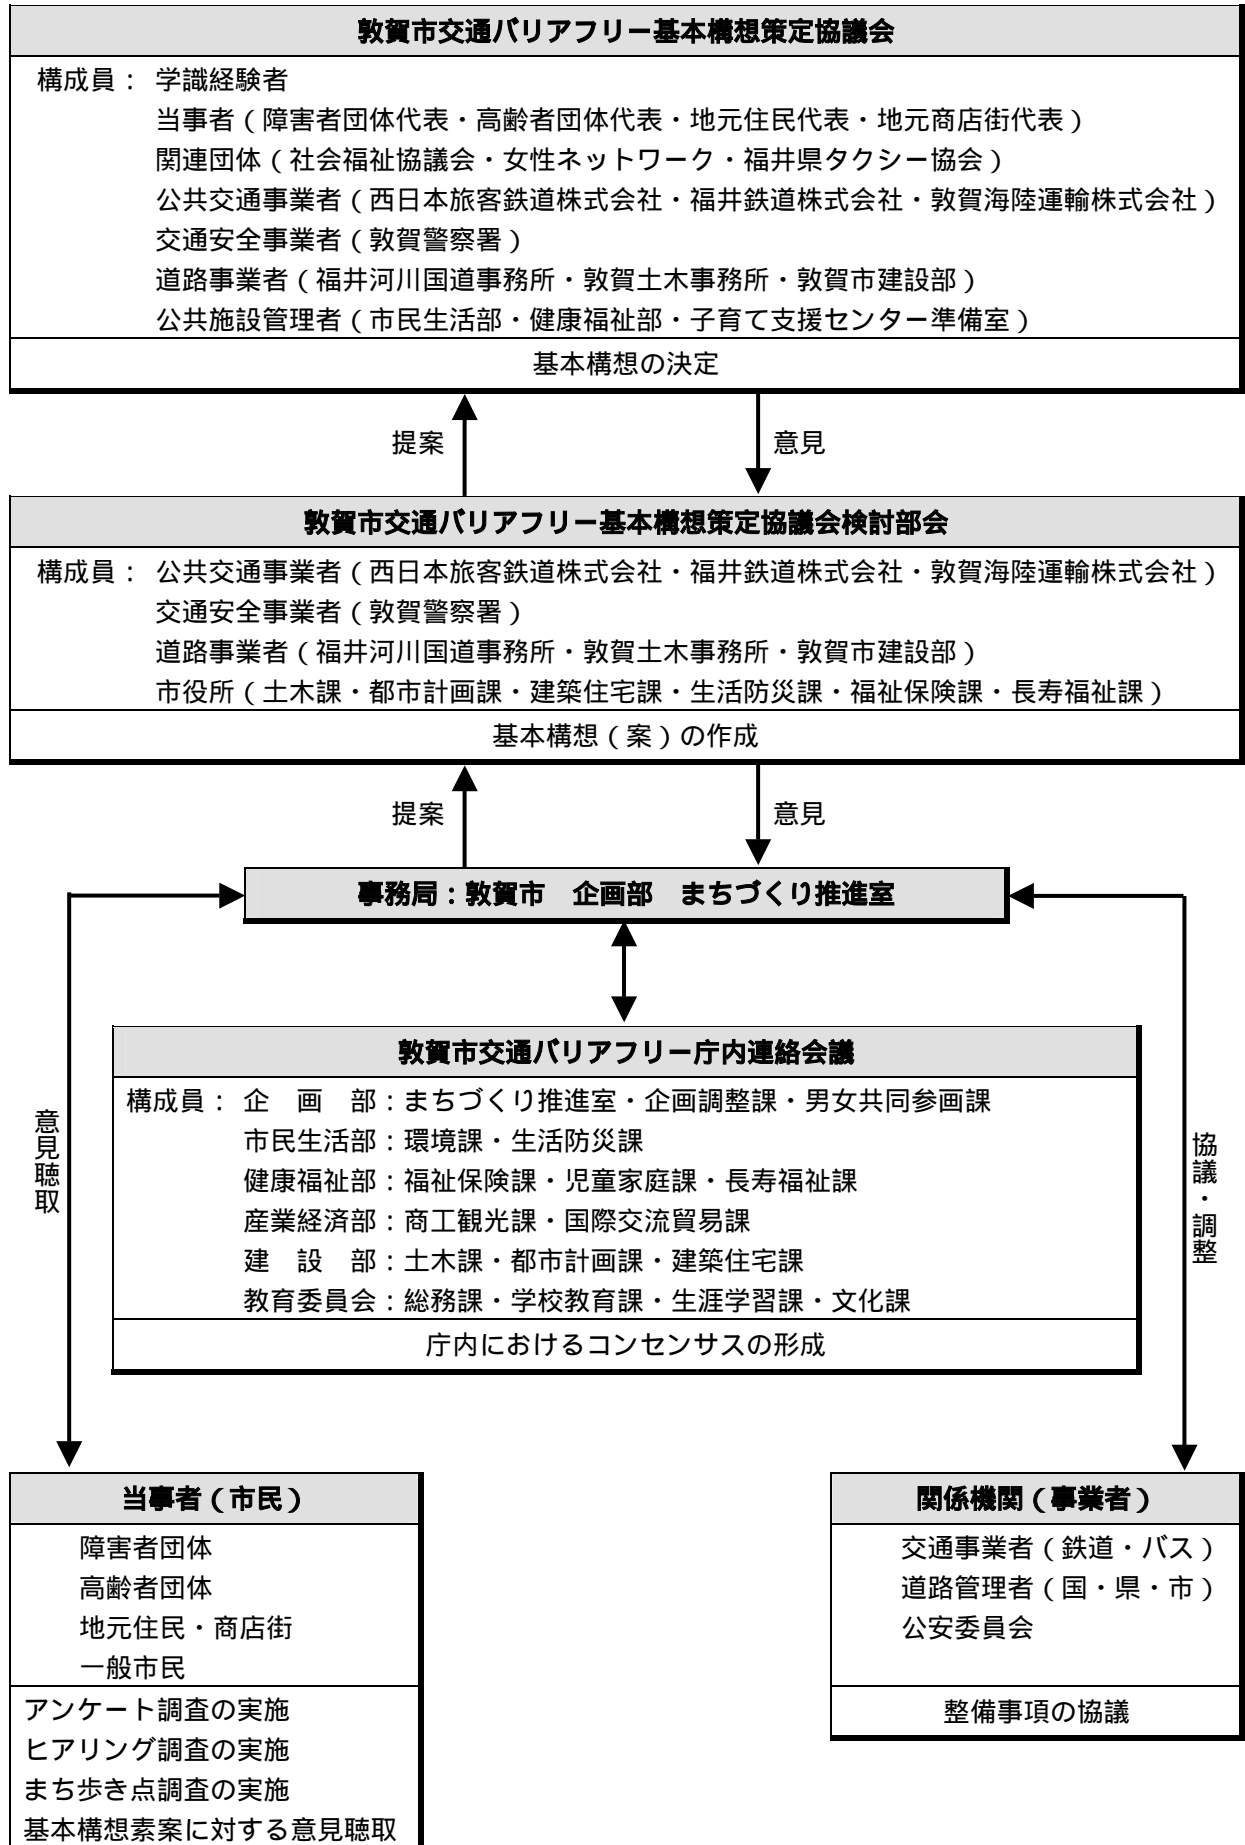 敦賀市交通バリアフリー基本構想策定協議会
構成員： 学識経験者
当事者（障害者団体代表・高齢者団体代表・地元住民代表・地元商店街代表）
関連団体（社会福祉協議会・女性ネットワーク・福井県タクシー協会）
公共交通事業者（西日本旅客鉄道株式会社・福井鉄道株式会社・敦賀海陸運輸株式会社）
交通安全事業者（敦賀警察署）
道路事業者（福井河川国道事務所・敦賀土木事務所・敦賀市建設部）
公共施設管理者（市民生活部・健康福祉部・子育て支援センター準備室）
基本構想の決定
提案
意見
敦賀市交通バリアフリー基本構想策定協議会検討部会
構成員： 公共交通事業者（西日本旅客鉄道株式会社・福井鉄道株式会社・敦賀海陸運輸株式会社）
交通安全事業者（敦賀警察署）
道路事業者（福井河川国道事務所・敦賀土木事務所・敦賀市建設部）
市役所（土木課・都市計画課・建築住宅課・生活防災課・福祉保険課・長寿福祉課）
基本構想（案）の作成
提案
意見
事務局：敦賀市　企画部　まちづくり推進室
敦賀市交通バリアフリー庁内連絡会議
構成員： 企　画　部：まちづくり推進室・企画調整課・男女共同参画課
市民生活部：環境課・生活防災課
健康福祉部：福祉保険課・児童家庭課・長寿福祉課
産業経済部：商工観光課・国際交流貿易課
建　設　部：土木課・都市計画課・建築住宅課
教育委員会：総務課・学校教育課・生涯学習課・文化課
庁内におけるコンセンサスの形成
意見聴取
協議・調整
当事者（市民）
障害者団体
高齢者団体
地元住民・商店街
一般市民
アンケート調査の実施
ヒアリング調査の実施
まち歩き点調査の実施
基本構想素案に対する意見聴取
関係機関（事業者）
交通事業者（鉄道・バス）
道路管理者（国・県・市）
公安委員会
整備事項の協議